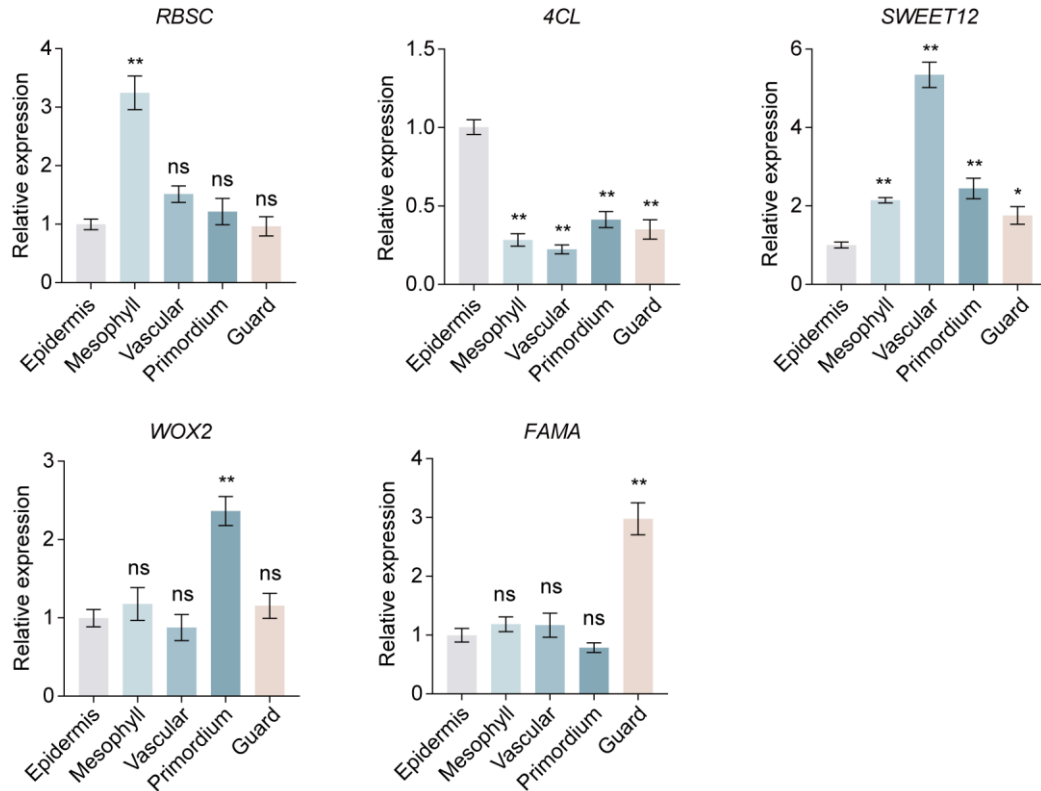 RBSC
Relative expression
4
3
2
1
0
**
ns
ns
ns
Epidermis
Mesophyll
Vascular
Primordium
Guard
4CL
Relative expression
1.5
1.0
0.5
0.0
**
**
**
**
Epidermis
Mesophyll
Vascular
Primordium
Guard
SWEET12
Relative expression
6
4
2
0
**
**
**
*
Epidermis
Mesophyll
Vascular
Primordium
Guard
WOX2
Relative expression
3
2
1
0
ns
ns
**
ns
Epidermis
Mesophyll
Vascular
Primordium
Guard
FAMA
Relative expression
4
3
2
1
0
ns
ns
ns
**
Epidermis
Mesophyll
Vascular
Primordium
Guard